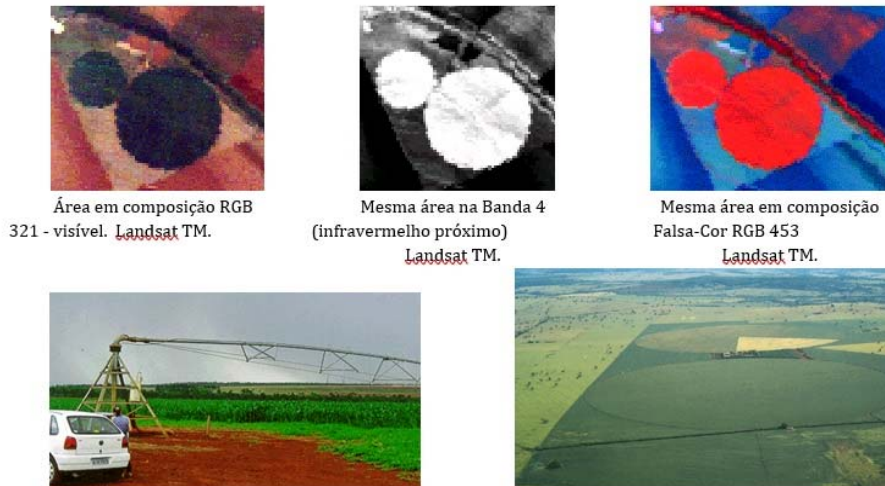 Área em composição RGB
321 - visível. Landsat TM.
Mesma área na Banda 4
(infravermelho próximo)
Landsat TM.
Mesma área em composição
Falsa-Cor RGB 453
Landsat TM.